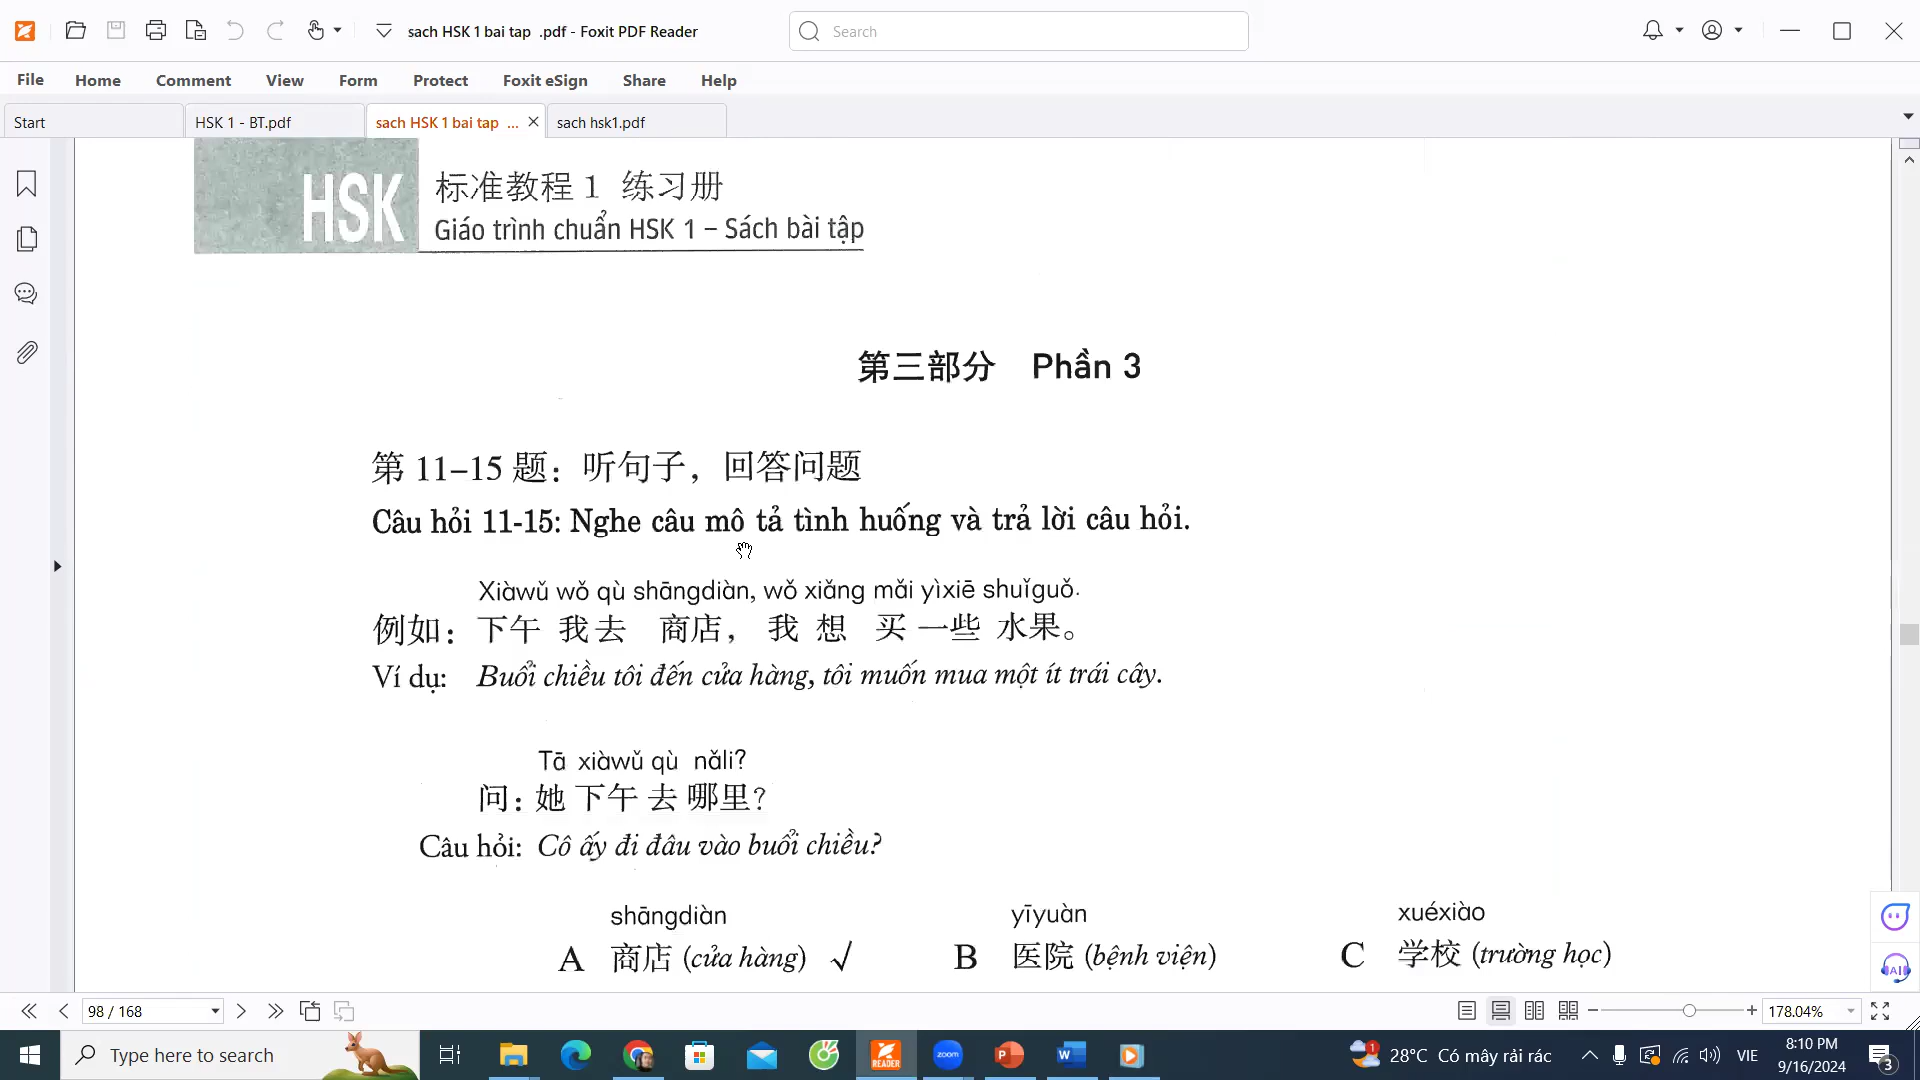 sach HSK 1 bai tap .pdf - Foxit PDF Reader
Search
File Home Comment View Form Protect Foxit eSign Share Help
Start
HSK 1 - BT.pdf
sach HSK 1 bai tap ...
sach hsk1.pdf
HSK
标准教程 1 练习册
Giáo trình chuẩn HSK 1 – Sách bài tập
第三部分 Phần 3
第 11–15 题：听句子，回答问题
Câu hỏi 11-15: Nghe câu mô tả tình huống và trả lời câu hỏi.
Xiàwǔ wǒ qù shāngdiàn, wǒ xiǎng mǎi yìxiē shuǐguǒ.
例如：下午 我 去 商店，我 想 买 一些 水果。
Ví dụ: Buổi chiều tôi đến cửa hàng, tôi muốn mua một ít trái cây.
Tā xiàwǔ qù nǎli?
问：她 下午 去 哪里？
Câu hỏi: Cô ấy đi đâu vào buổi chiều?
shāngdiàn yīyuàn xuéxiào
A 商店 (cửa hàng) √ B 医院 (bệnh viện) C 学校 (trường học)
AI
98 / 168
178.04%
Type here to search
zoom
READER
1
28°C Có mây rải rác
VIE
8:10 PM
9/16/2024
3